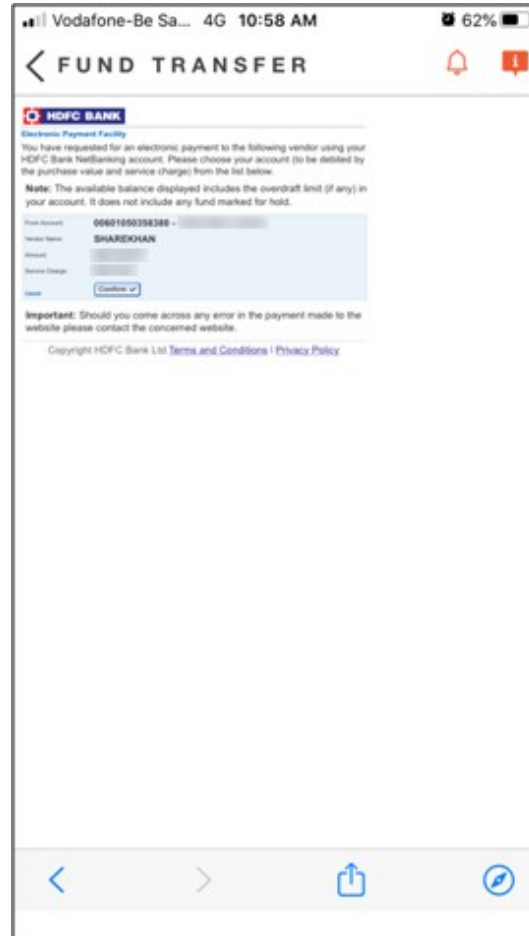 Vodafone-Be Sa... 4G 10:58 AM 62%
FUND TRANSFER
HDFC BANK
Electronic Payment Facility
You have requested for an electronic payment to the following vendor using your
HDFC Bank NetBanking account. Please choose your account (to be debited by
the purchase value and service charge) from the list below.
Note: The available balance displayed includes the overdraft limit (if any) in
your account. It does not include any fund marked for hold.
From Account 00601050358380 -
Vendor Name SHAREKHAN
Amount
Service Charge
Cancel Confirm
Important: Should you come across any error in the payment made to the
website please contact the concerned website.
Copyright HDFC Bank Ltd.Terms and Conditions | Privacy Policy